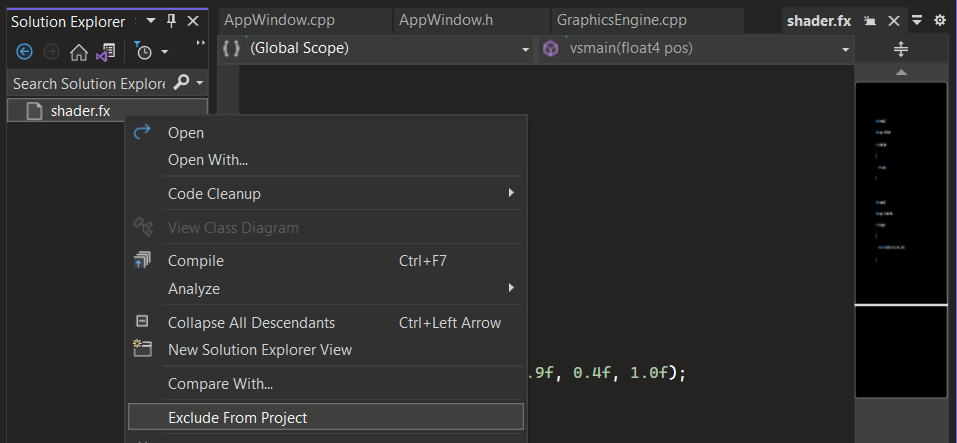 Solution Explorer
AppWindow.cpp
AppWindow.h
GraphicsEngine.cpp
shader.fx
(Global Scope)
vsmain(float4 pos)
Search Solution Explore
shader.fx
Open
Open With...
Code Cleanup
View Class Diagram
Compile Ctrl+F7
Analyze
Collapse All Descendants Ctrl+Left Arrow
New Solution Explorer View
Compare With...
.9f, 0.4f, 1.0f);
Exclude From Project